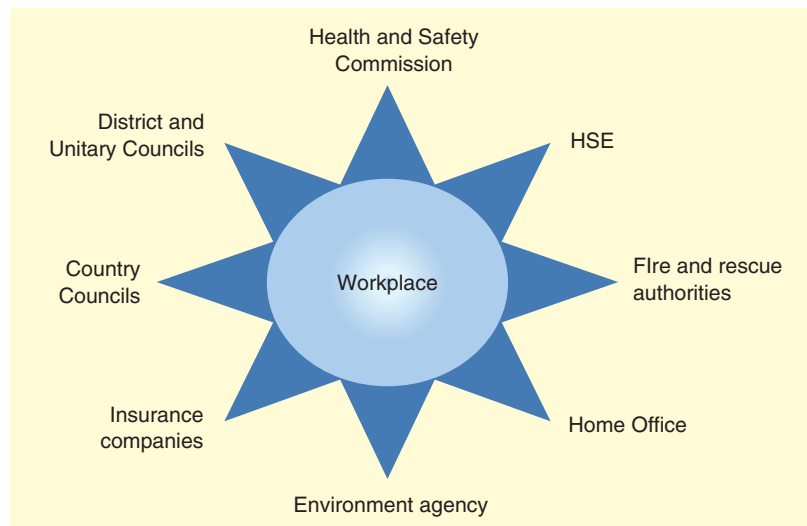 Health and Safety
Commission
District and
Unitary Councils
HSE
Country
Councils
Workplace
FIre and rescue
authorities
Insurance
companies
Home Office
Environment agency